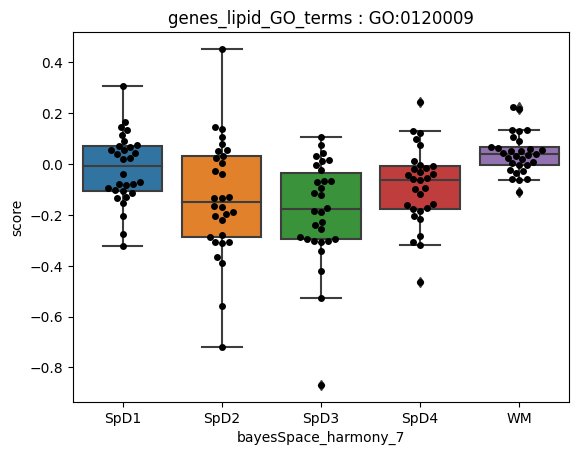 genes_lipid_GO_terms : GO:0120009
score
0.4
0.2
0.0
−0.2
−0.4
−0.6
−0.8
SpD1 SpD2 SpD3 SpD4 WM
bayesSpace_harmony_7